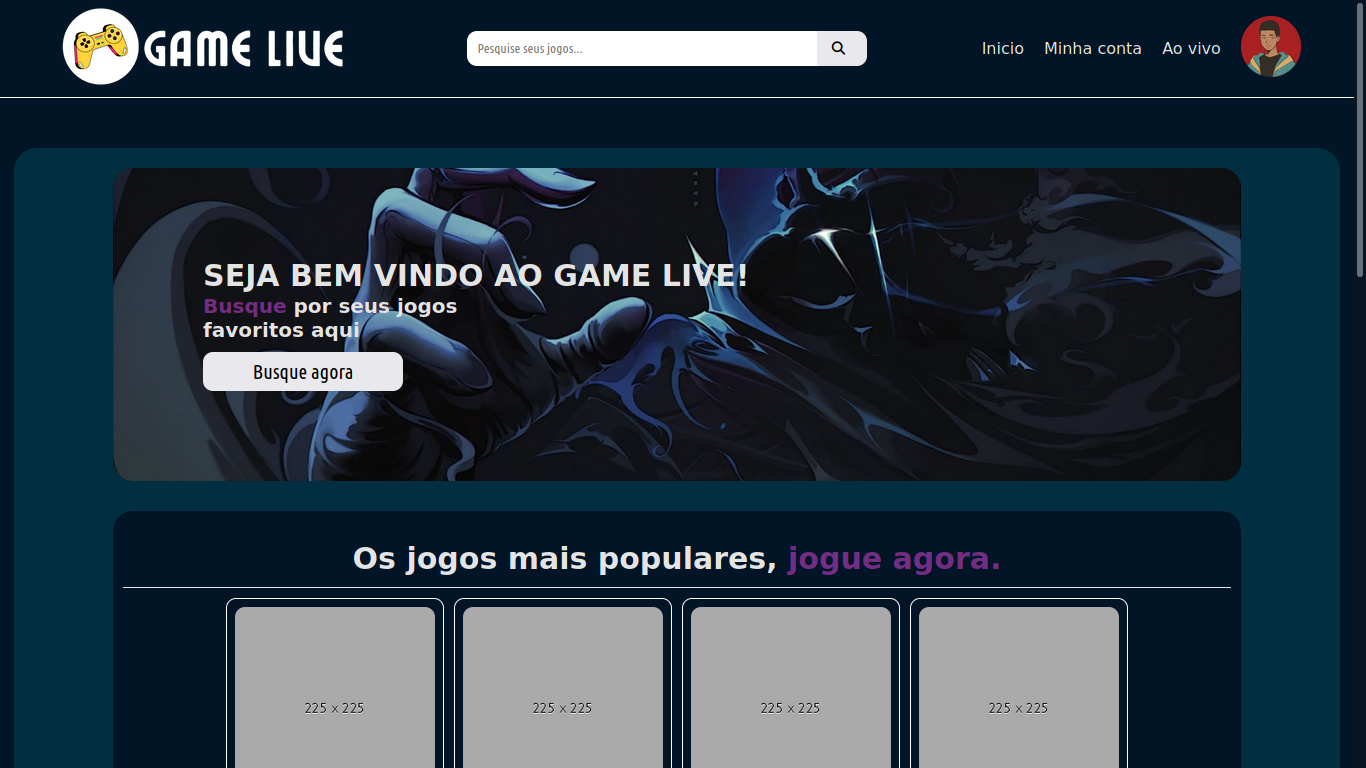 GAME LIVE
Pesquise seus jogos...
Inicio Minha conta Ao vivo
SEJA BEM VINDO AO GAME LIVE!
Busque por seus jogos
favoritos aqui
Busque agora
Os jogos mais populares, jogue agora.
225 x 225 225 x 225 225 x 225 225 x 225